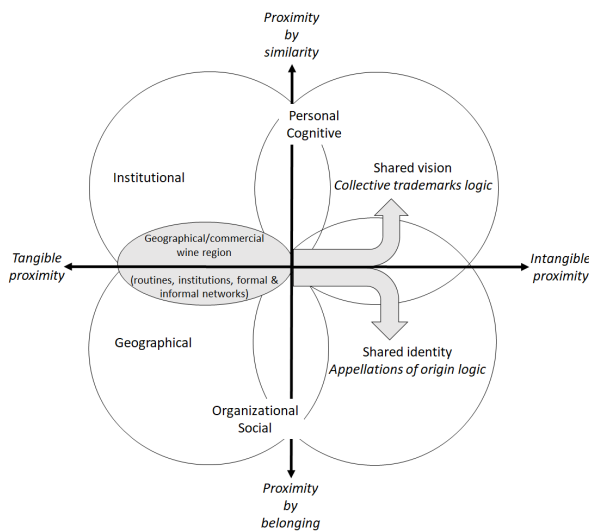 Proximity
by
similarity
Personal
Cognitive
Shared vision
Collective trademarks logic
Institutional
Geographical/commercial
wine region
Tangible
proximity
Intangible
proximity
(routines, institutions, formal &
informal networks)
Geographical
Shared identity
Appellations of origin logic
Organizational
Social
Proximity
by
belonging